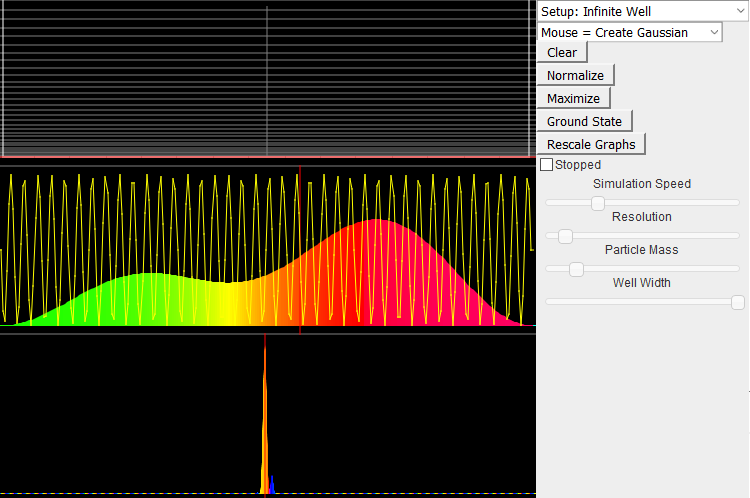 Setup: Infinite Well
Mouse = Create Gaussian
Clear
Normalize
Maximize
Ground State
Rescale Graphs
Stopped
Simulation Speed
Resolution
Particle Mass
Well Width